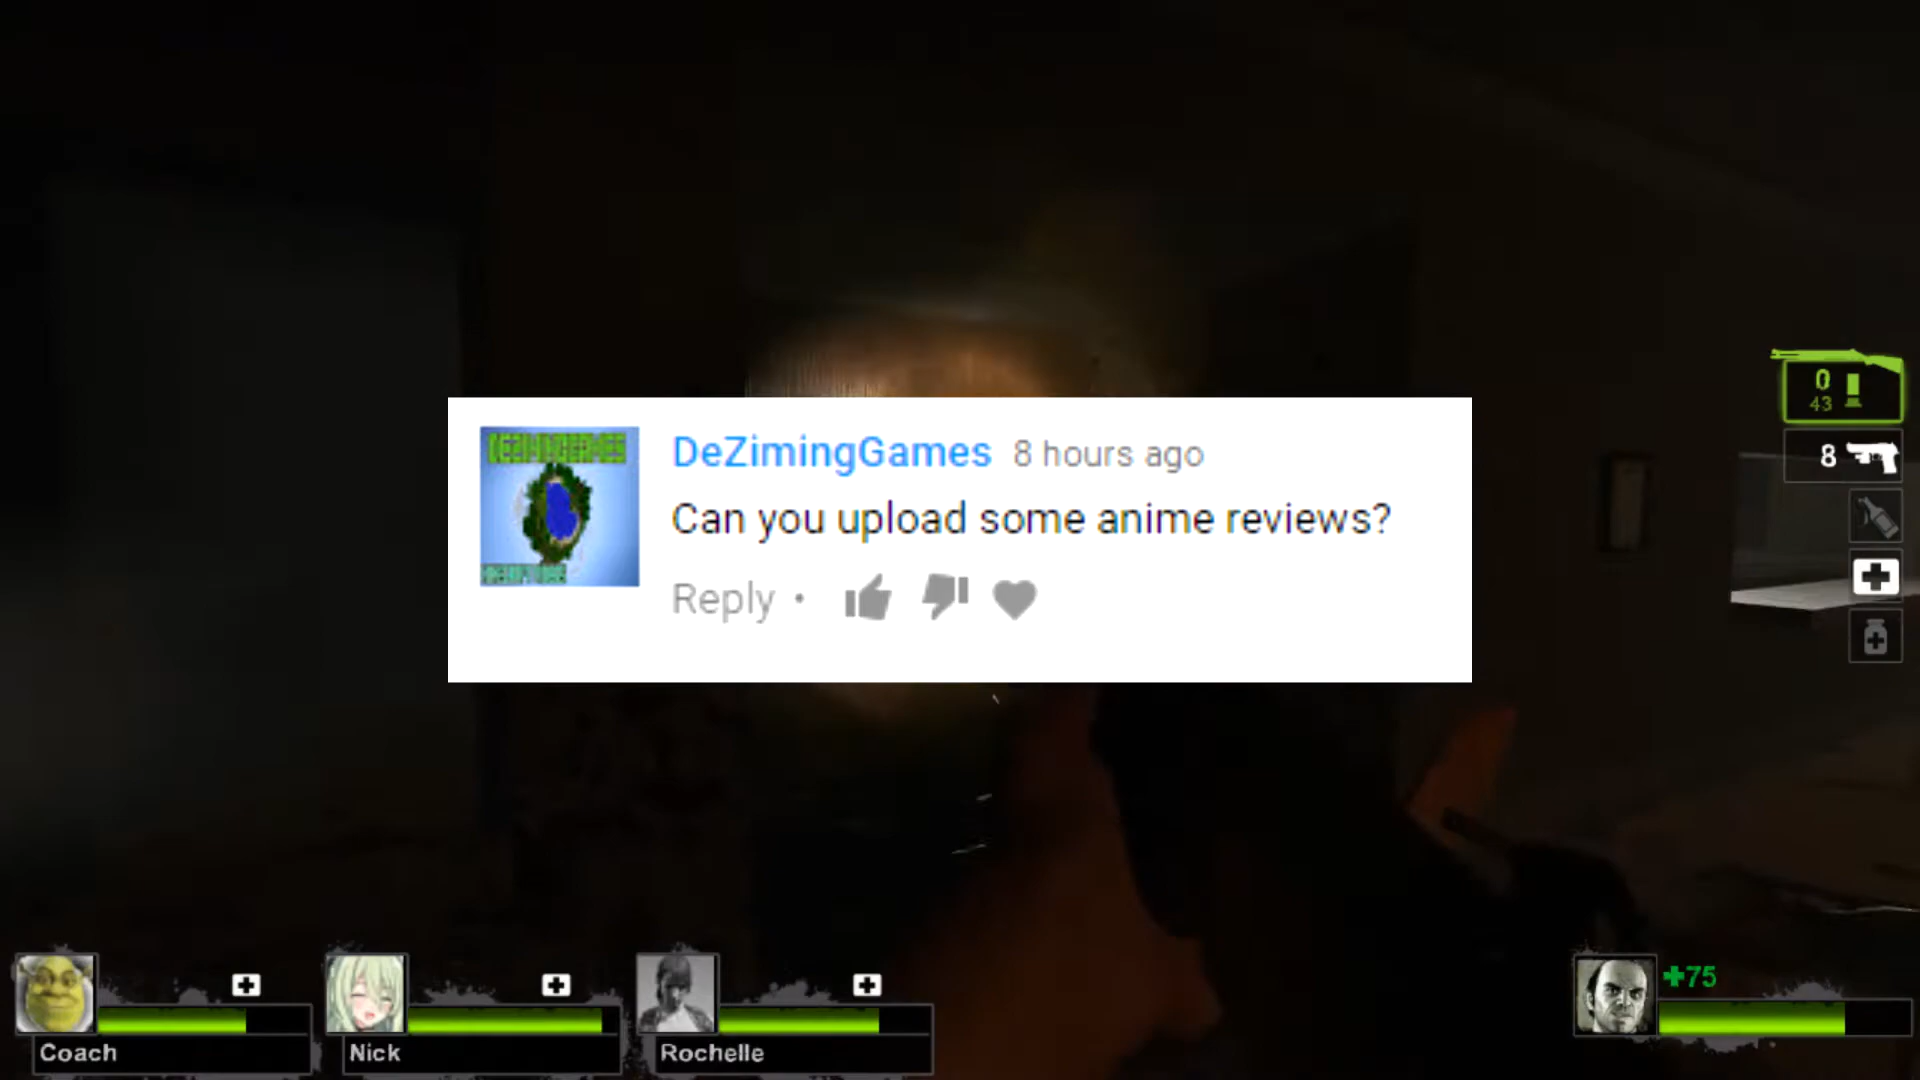 DeZimingGames 8 hours ago
Can you upload some anime reviews?
Reply •
0
43
8
+75
Coach
Nick
Rochelle